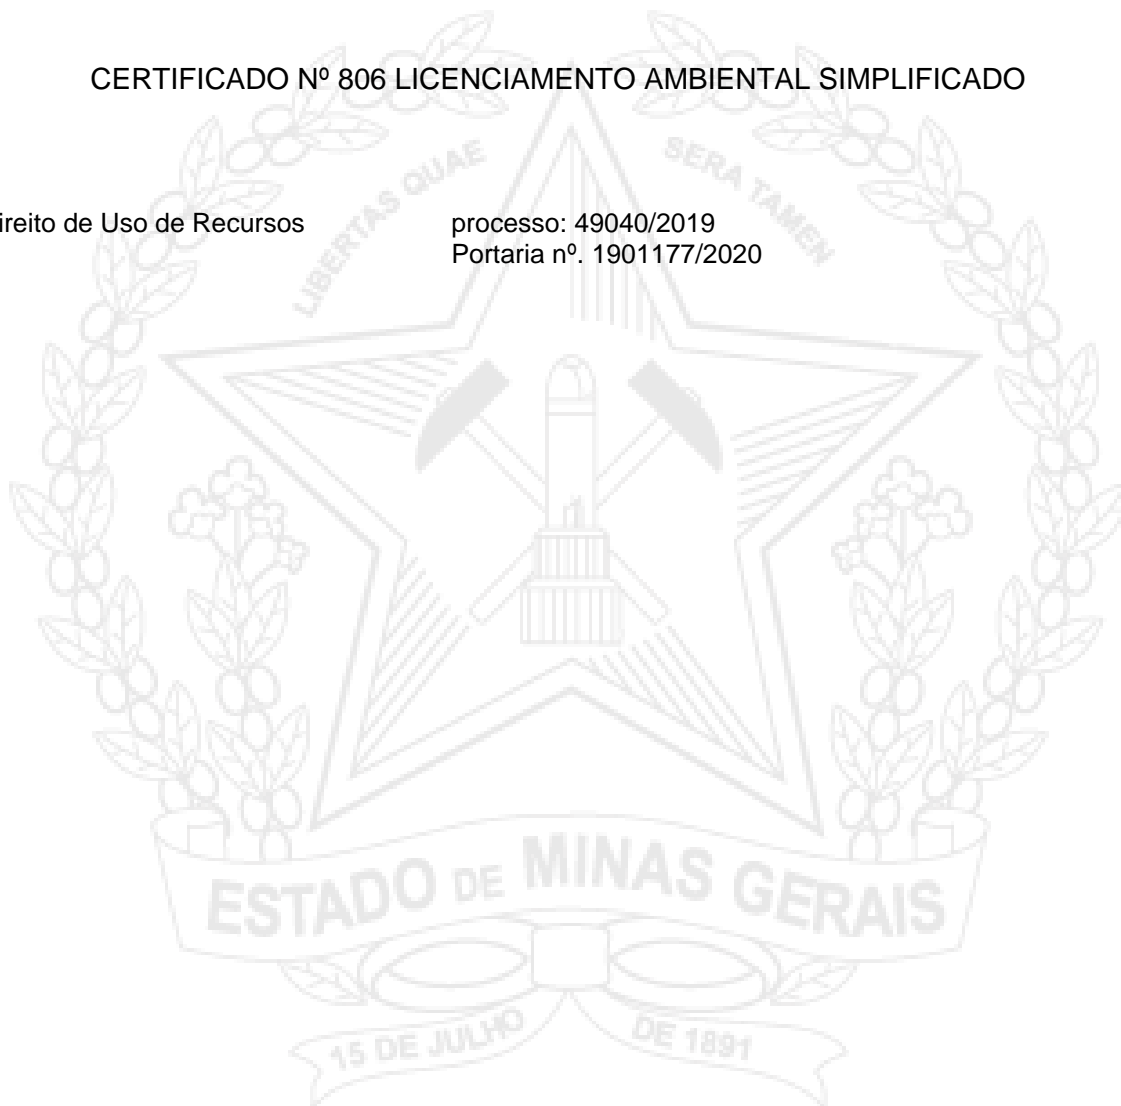 CERTIFICADO Nº 806 LICENCIAMENTO AMBIENTAL SIMPLIFICADO
LIBERTAS QUAE SERA TAMEN
ireito de Uso de Recursos processo: 49040/2019
Portaria nº. 1901177/2020
ESTADO DE MINAS GERAIS
15 DE JULHO DE 1891